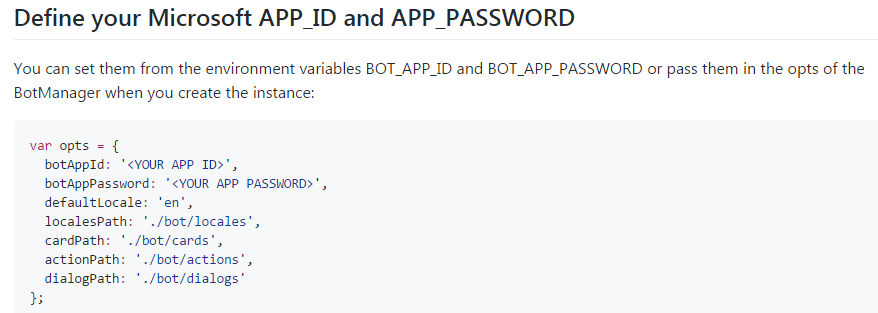 Define your Microsoft APP_ID and APP_PASSWORD
You can set them from the environment variables BOT_APP_ID and BOT_APP_PASSWORD or pass them in the opts of the
BotManager when you create the instance:
var opts = {
  botAppId: '<YOUR APP ID>',
  botAppPassword: '<YOUR APP PASSWORD>',
  defaultLocale: 'en',
  localesPath: './bot/locales',
  cardPath: './bot/cards',
  actionPath: './bot/actions',
  dialogPath: './bot/dialogs'
};